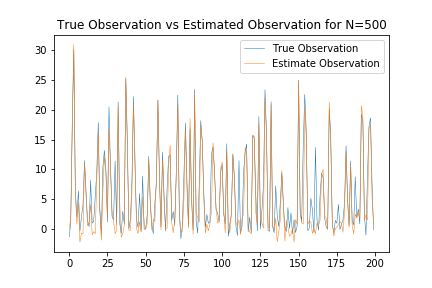 True Observation vs Estimated Observation for N=500
True Observation
Estimate Observation
30
25
20
15
10
5
0
0 25 50 75 100 125 150 175 200